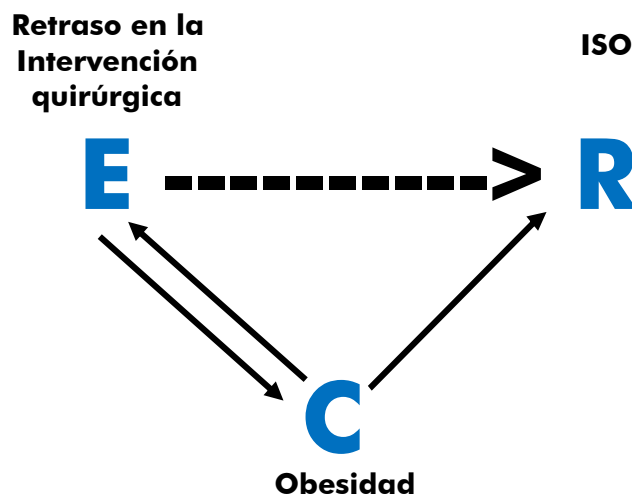 Retraso en la
Intervención
quirúrgica
ISO
E
R
C
Obesidad